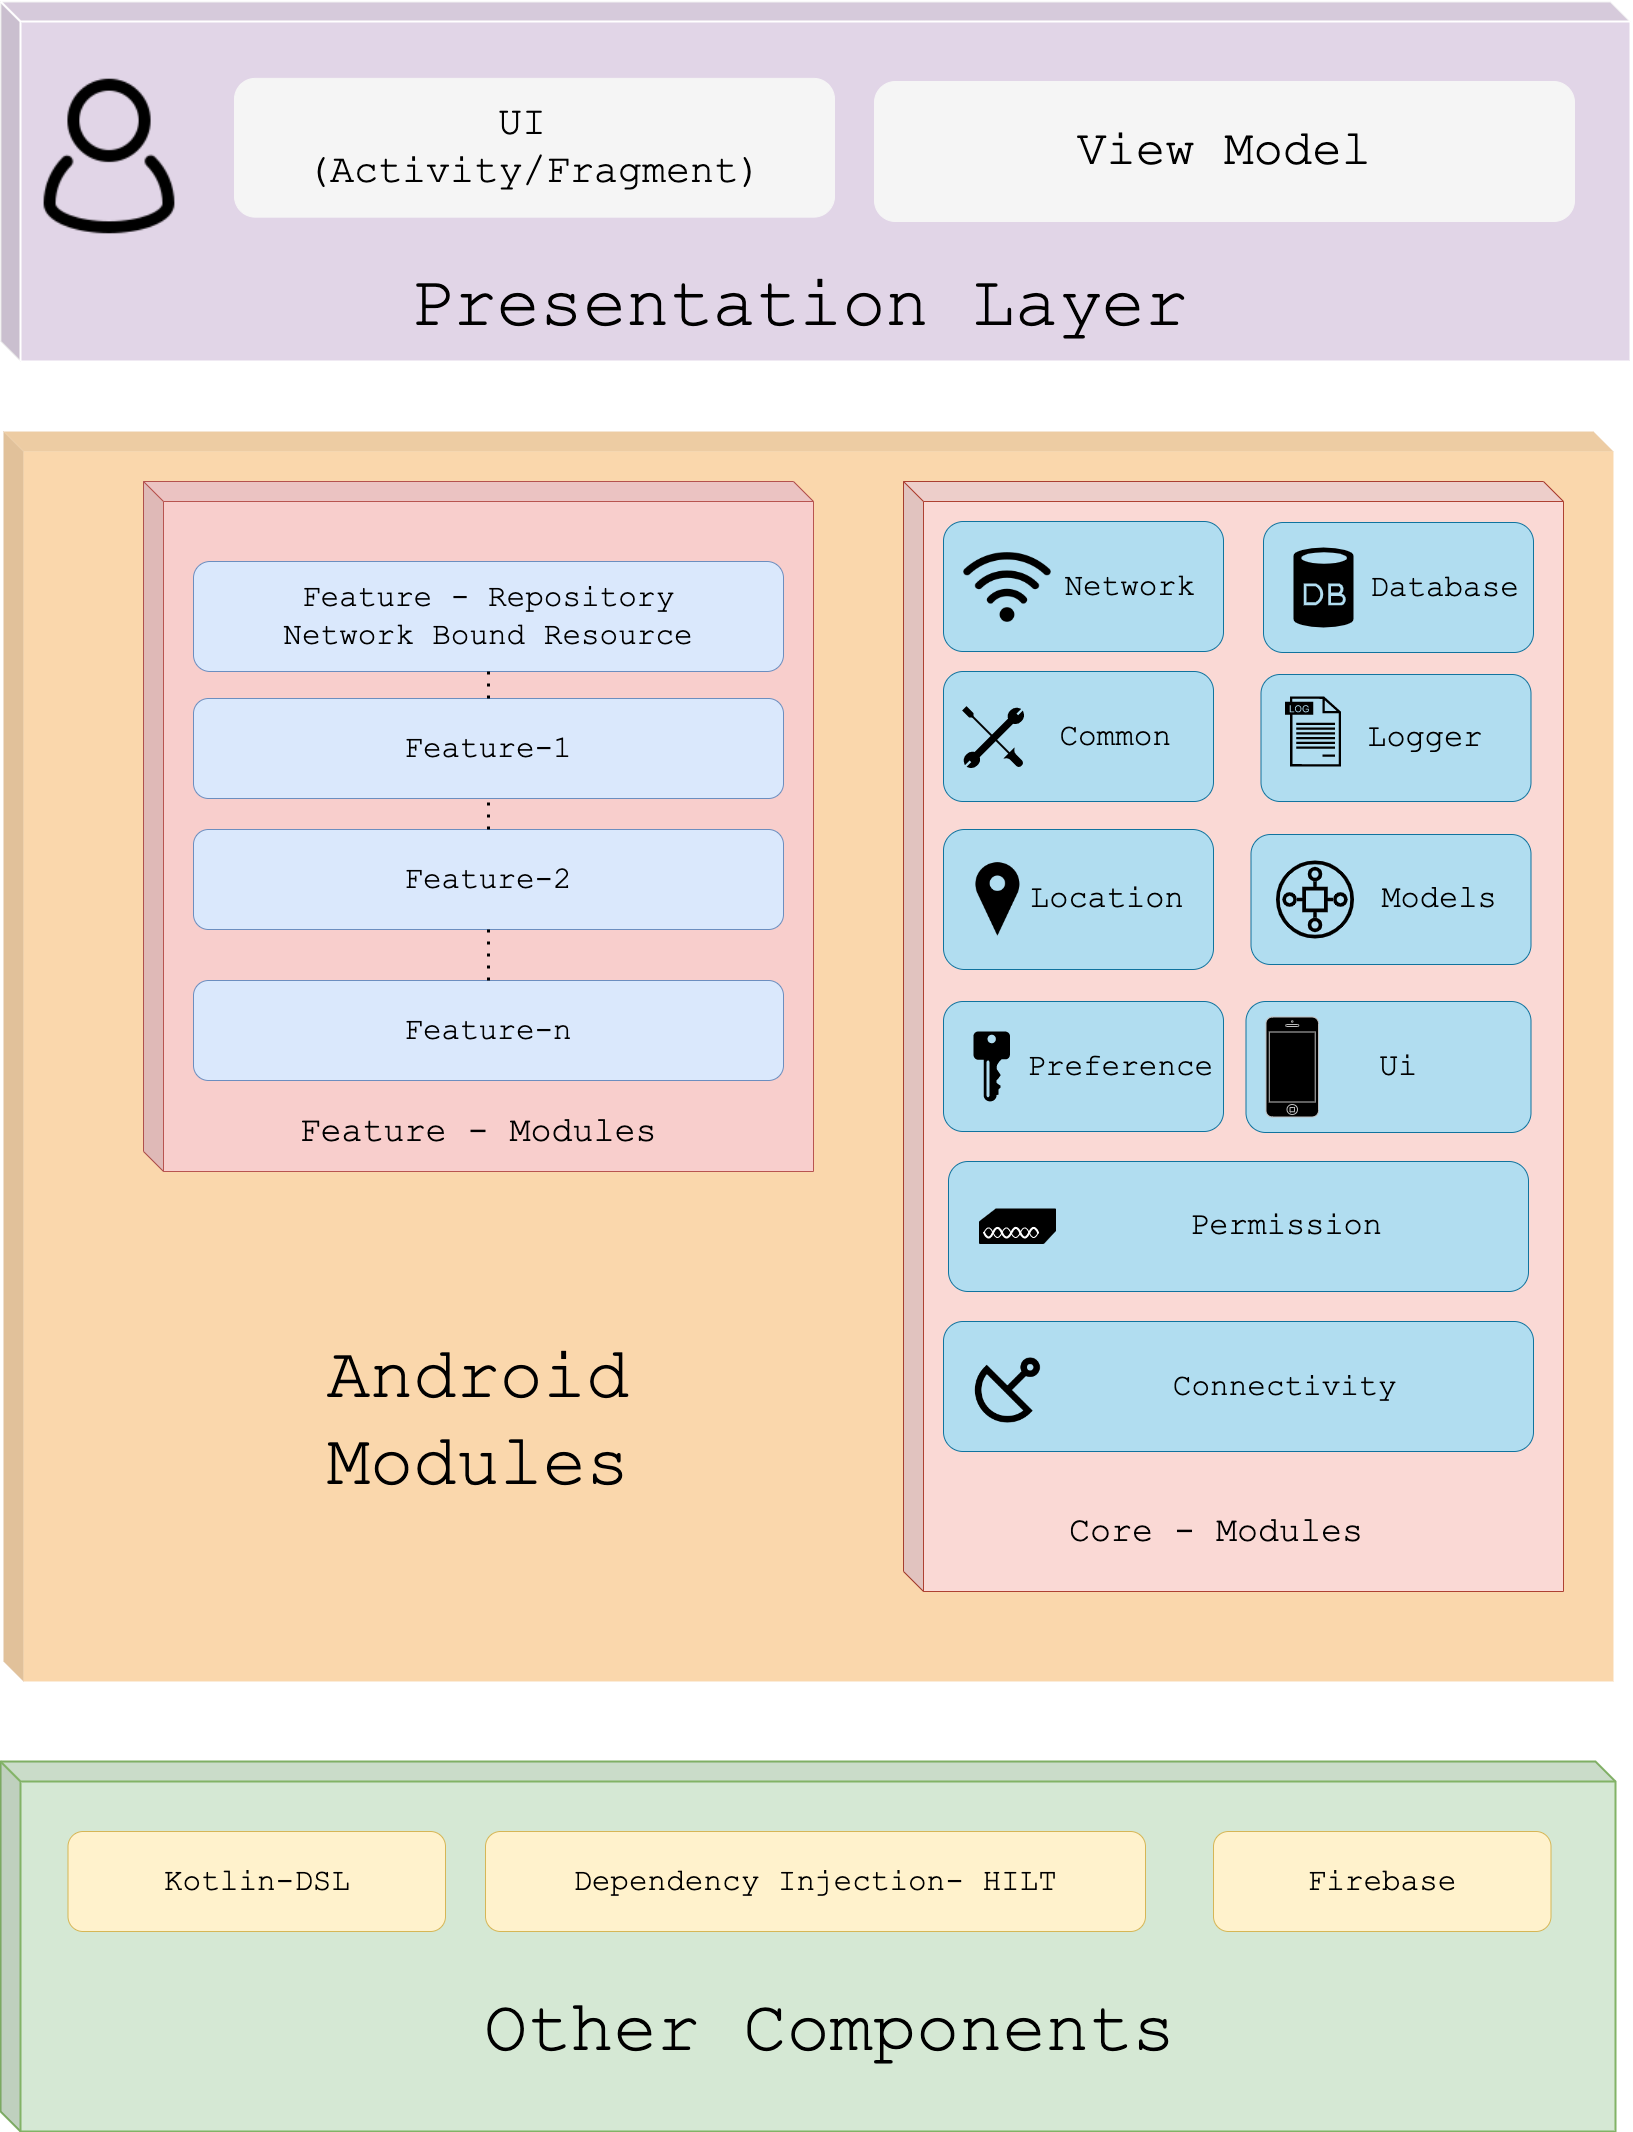 UI
(Activity/Fragment)
View Model
Presentation Layer
Feature - Repository
Network Bound Resource
Feature-1
Feature-2
Feature-n
Feature - Modules
Android
Modules
Network
DB
Database
Common
LOG
Logger
Location
Models
Preference
Ui
Permission
Connectivity
Core - Modules
Kotlin-DSL
Dependency Injection- HILT
Firebase
Other Components